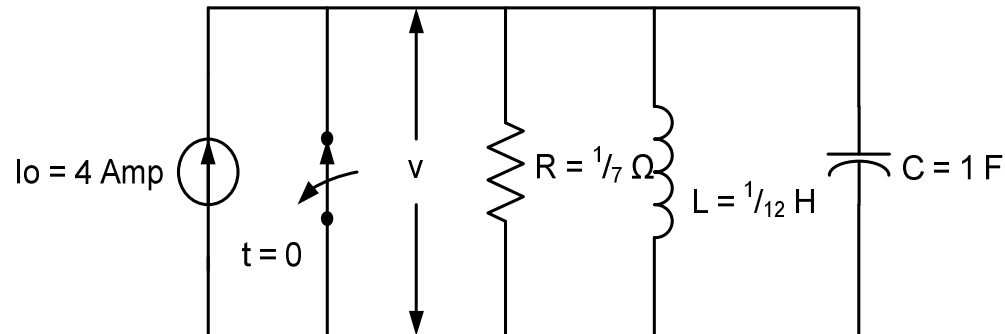 Io = 4 Amp
t = 0
v
R = 1/7 Ω
L = 1/12 H
C = 1 F